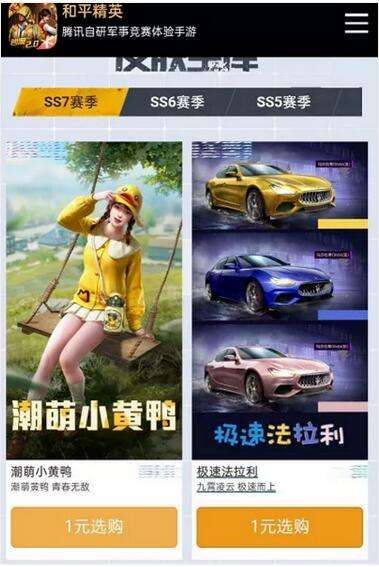 和平精英
腾讯自研军事竞赛体验手游
SS7赛季
SS6赛季
SS5赛季
潮萌小黄鸭
极速法拉利
潮萌小黄鸭
潮萌黄鸭 青春无敌
极速法拉利
九霄凌云 极速而上
1元选购
1元选购